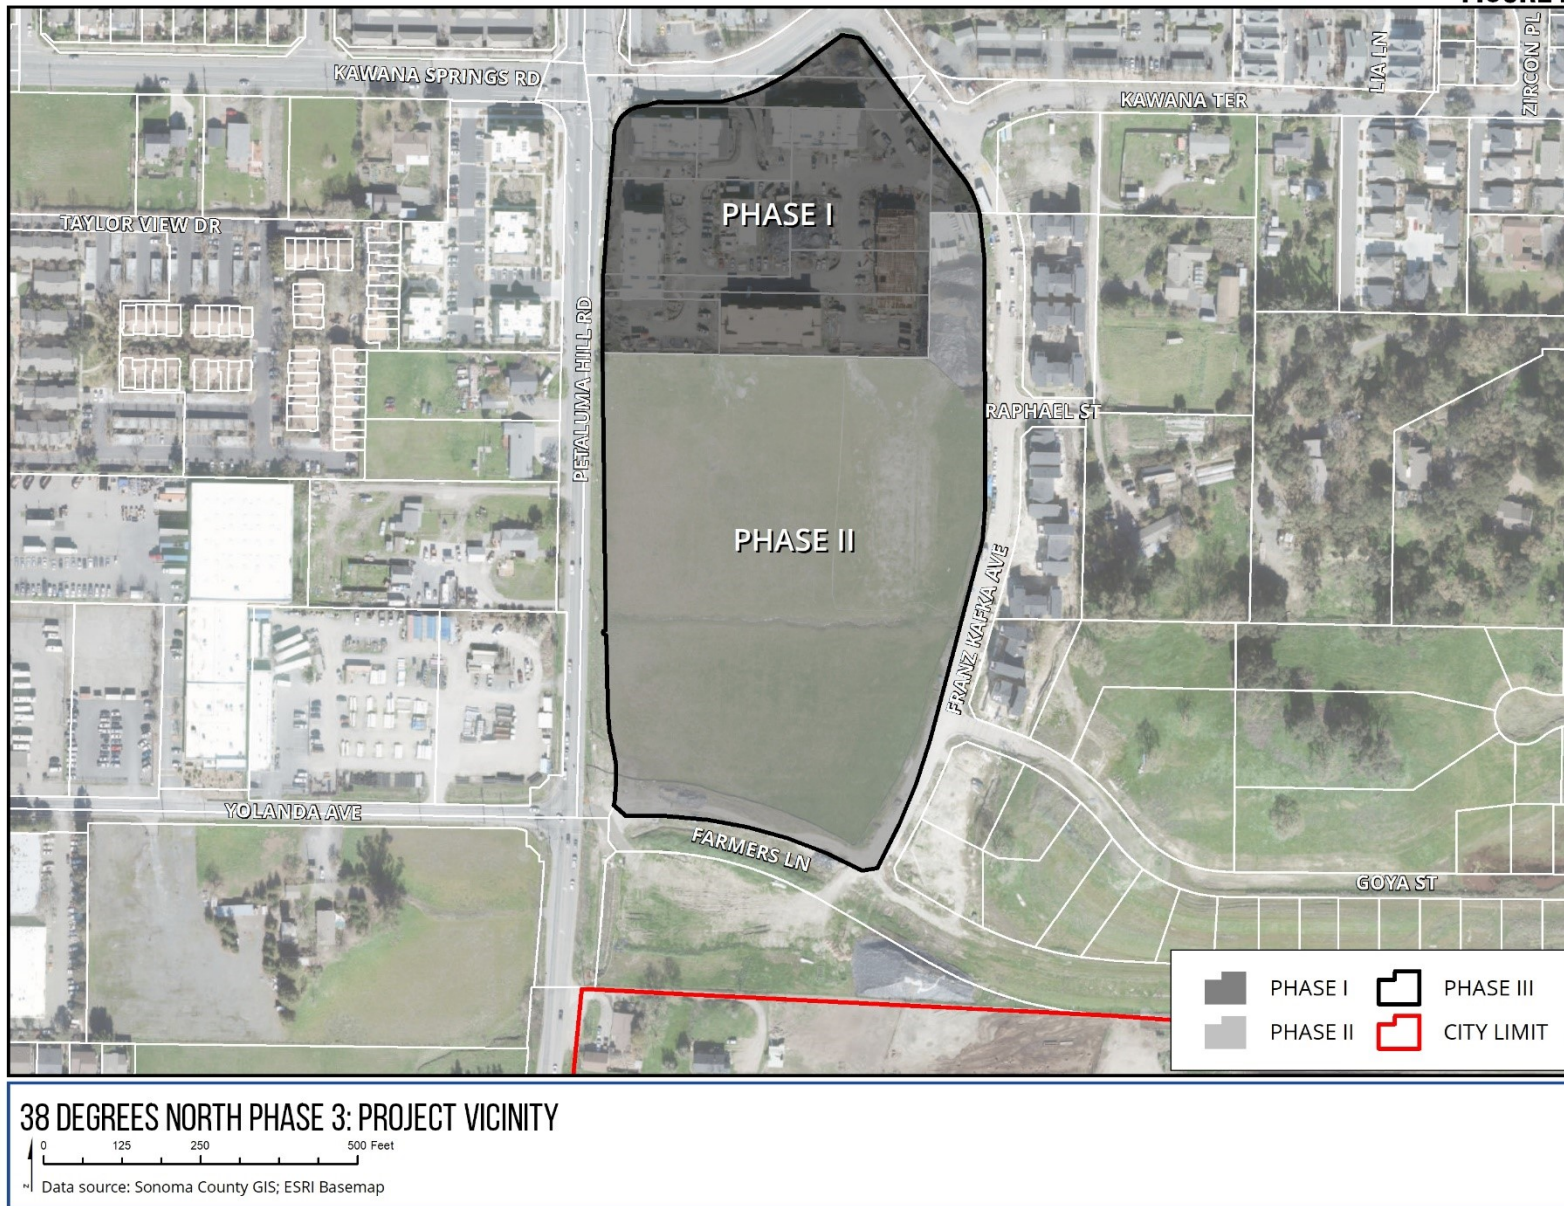 KAWANA SPRINGS RD
LIA LN
ZIRCON PL
KAWANA TER
TAYLOR VIEW DR
PHASE I
PETALUMA HILL RD
RAPHAEL ST
PHASE II
FRANZ KAFKA AVE
YOLANDA AVE
FARMERS LN
GOYA ST
PHASE I
PHASE III
PHASE II
CITY LIMIT
38 DEGREES NORTH PHASE 3: PROJECT VICINITY
0 125 250 500 Feet
N
Data source: Sonoma County GIS; ESRI Basemap